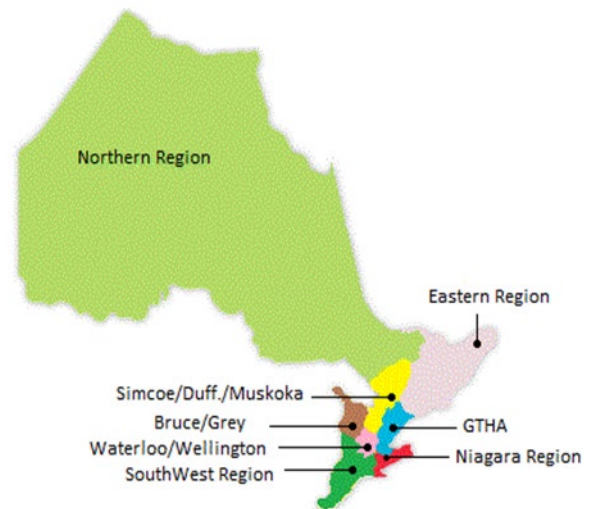 Northern Region
Eastern Region
Simcoe/Duff./Muskoka
Bruce/Grey
GTHA
Waterloo/Wellington
Niagara Region
SouthWest Region